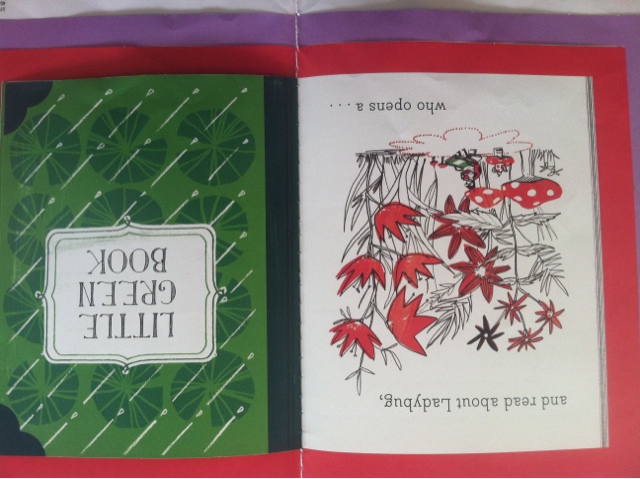 and read about Ladybug,
who opens a . . .
LITTLE
GREEN
BOOK